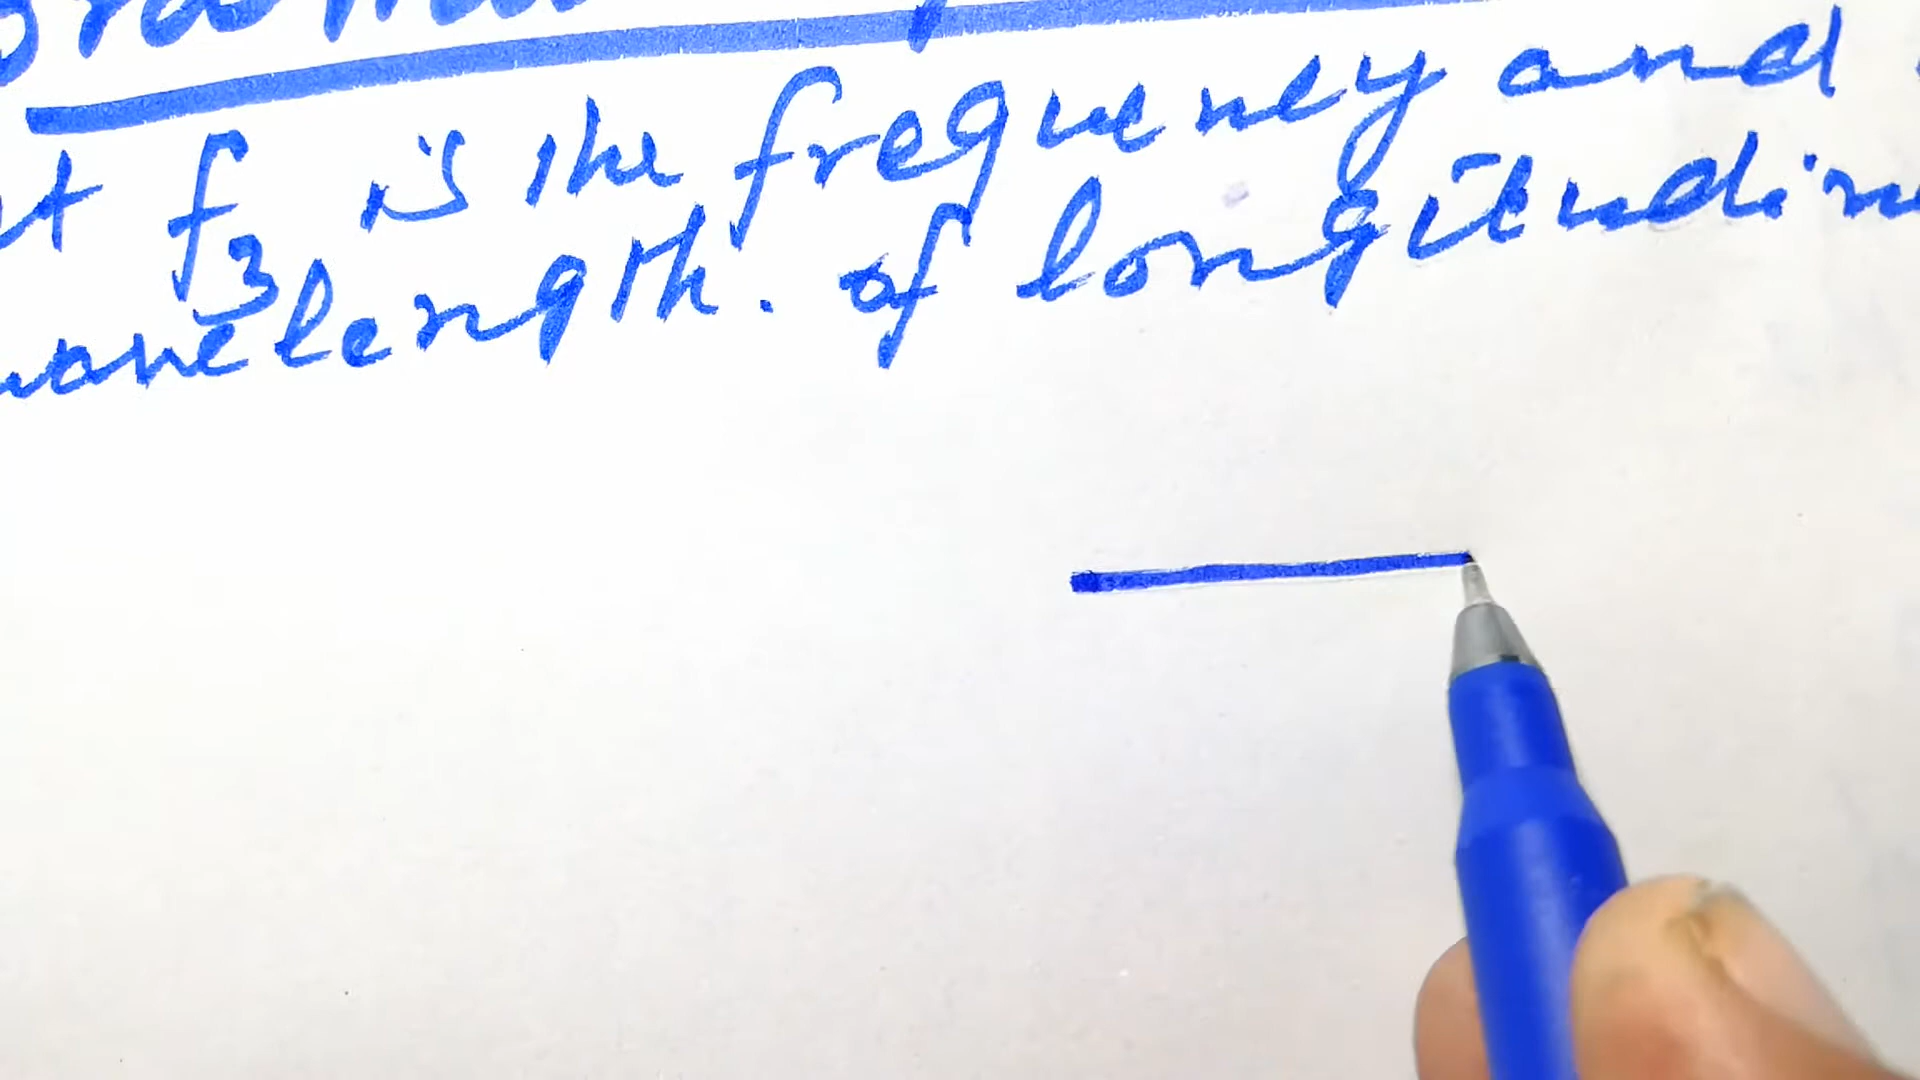 f3 is the frequency and
wavelength. of longitudin